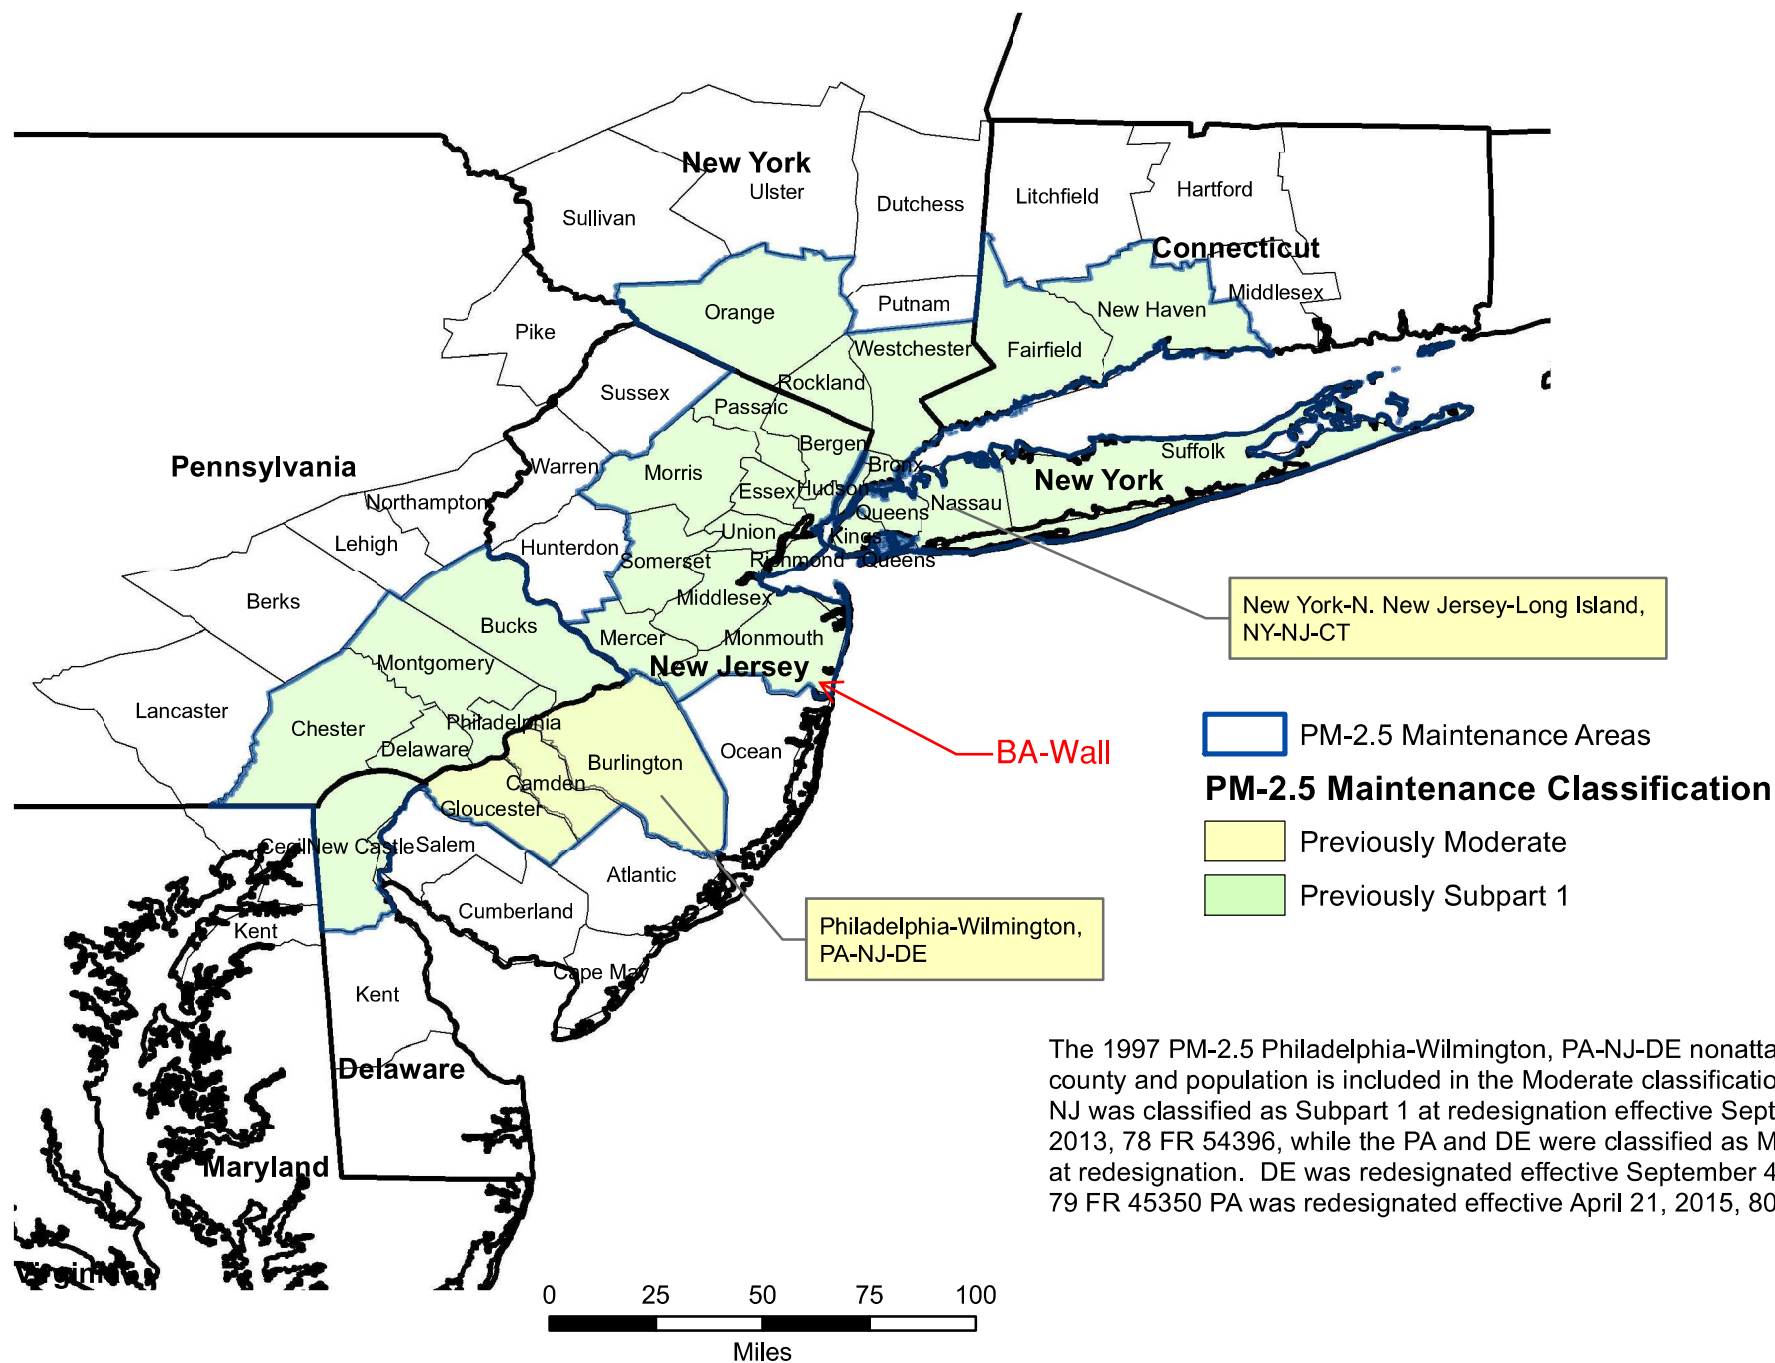 New York
Ulster
Sullivan
Dutchess
Litchfield
Hartford
Connecticut
Orange
Putnam
New Haven
Middlesex
Pike
Westchester
Fairfield
Rockland
Sussex
Passaic
Bergen
Suffolk
Pennsylvania
Warren
Morris
Bronx
New York
Essex
Hudson
Nassau
Northampton
Queens
Union
Kings
Lehigh
Hunterdon
Somerset
Richmond
Queens
Berks
Middlesex
New York-N. New Jersey-Long Island,
NY-NJ-CT
Bucks
Mercer
Monmouth
Montgomery
New Jersey
Lancaster
Chester
Philadelphia
Delaware
Ocean
BA-Wall
PM-2.5 Maintenance Areas
Burlington
Camden
PM-2.5 Maintenance Classification
Gloucester
Cecil
New Castle
Salem
Previously Moderate
Atlantic
Previously Subpart 1
Cumberland
Kent
Philadelphia-Wilmington,
PA-NJ-DE
Cape May
Kent
The 1997 PM-2.5 Philadelphia-Wilmington, PA-NJ-DE nonatta
county and population is included in the Moderate classificatio
Delaware
NJ was classified as Subpart 1 at redesignation effective Sept
2013, 78 FR 54396, while the PA and DE were classified as M
Maryland
at redesignation. DE was redesignated effective September 4
79 FR 45350 PA was redesignated effective April 21, 2015, 80
Virginia
0 25 50 75 100
Miles